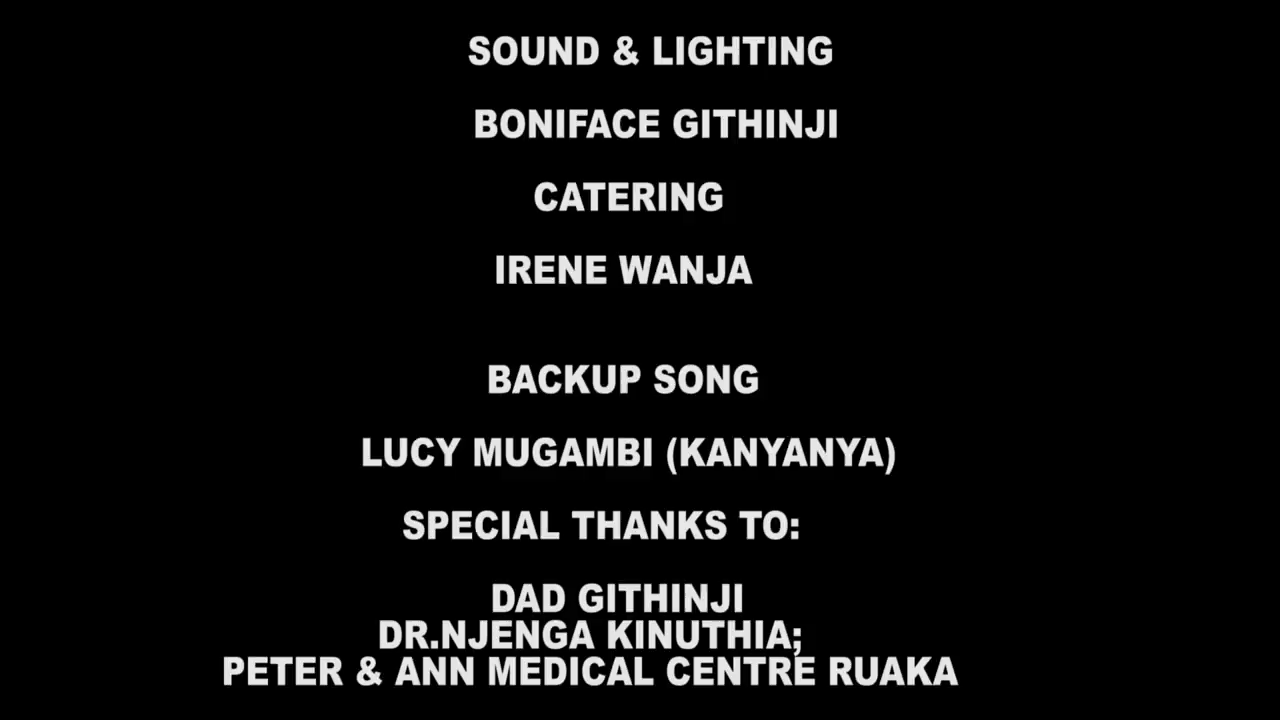 SOUND & LIGHTING
BONIFACE GITHINJI
CATERING
IRENE WANJA
BACKUP SONG
LUCY MUGAMBI (KANYANYA)
SPECIAL THANKS TO:
DAD GITHINJI
DR.NJENGA KINUTHIA;
PETER & ANN MEDICAL CENTRE RUAKA